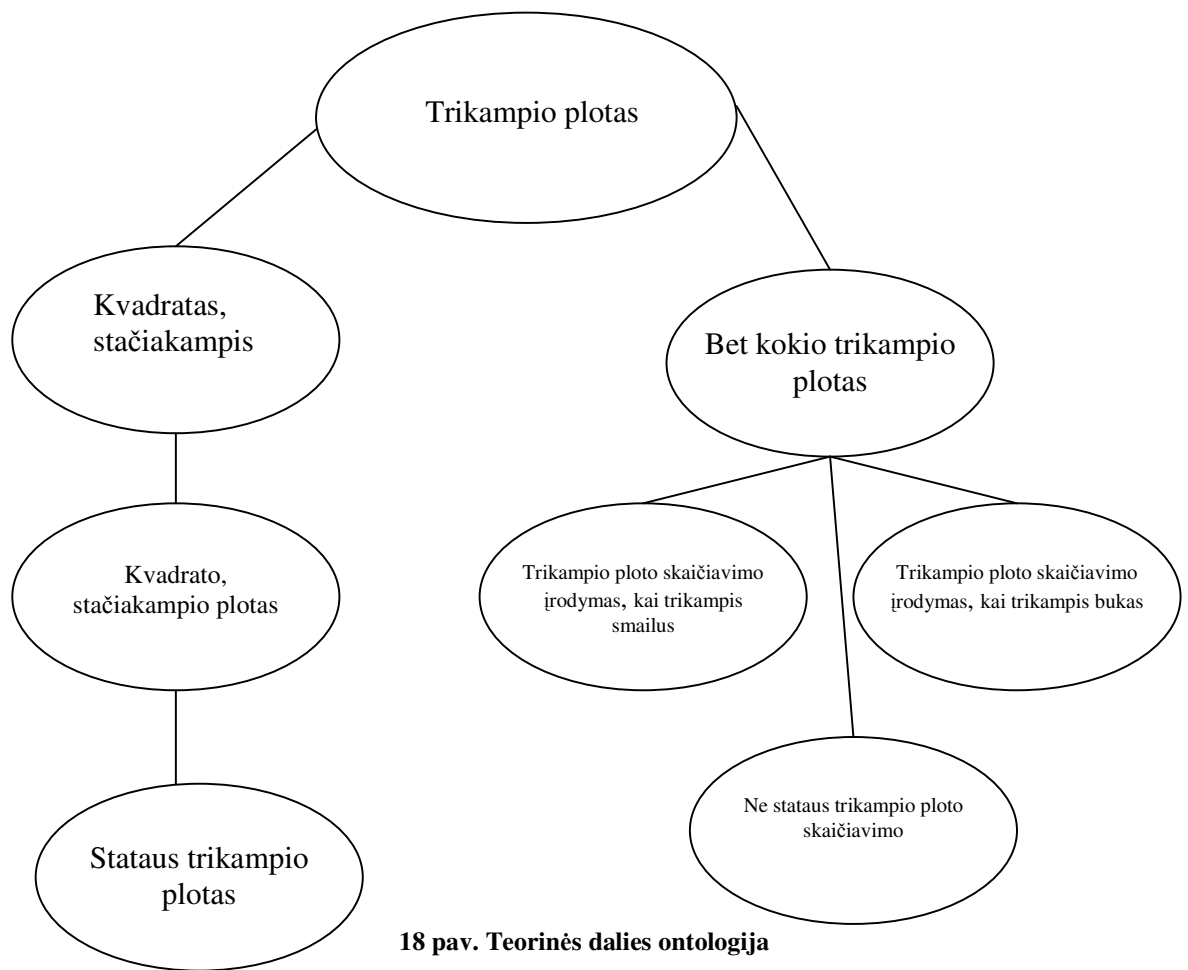 Trikampio plotas
Kvadratas,
stačiakampis
Bet kokio trikampio
plotas
Kvadrato,
stačiakampio plotas
Trikampio ploto skaičiavimo
įrodymas, kai trikampis
smailus
Trikampio ploto skaičiavimo
įrodymas, kai trikampis bukas
Ne stataus trikampio ploto
skaičiavimo
Stataus trikampio
plotas
18 pav. Teorinės dalies ontologija